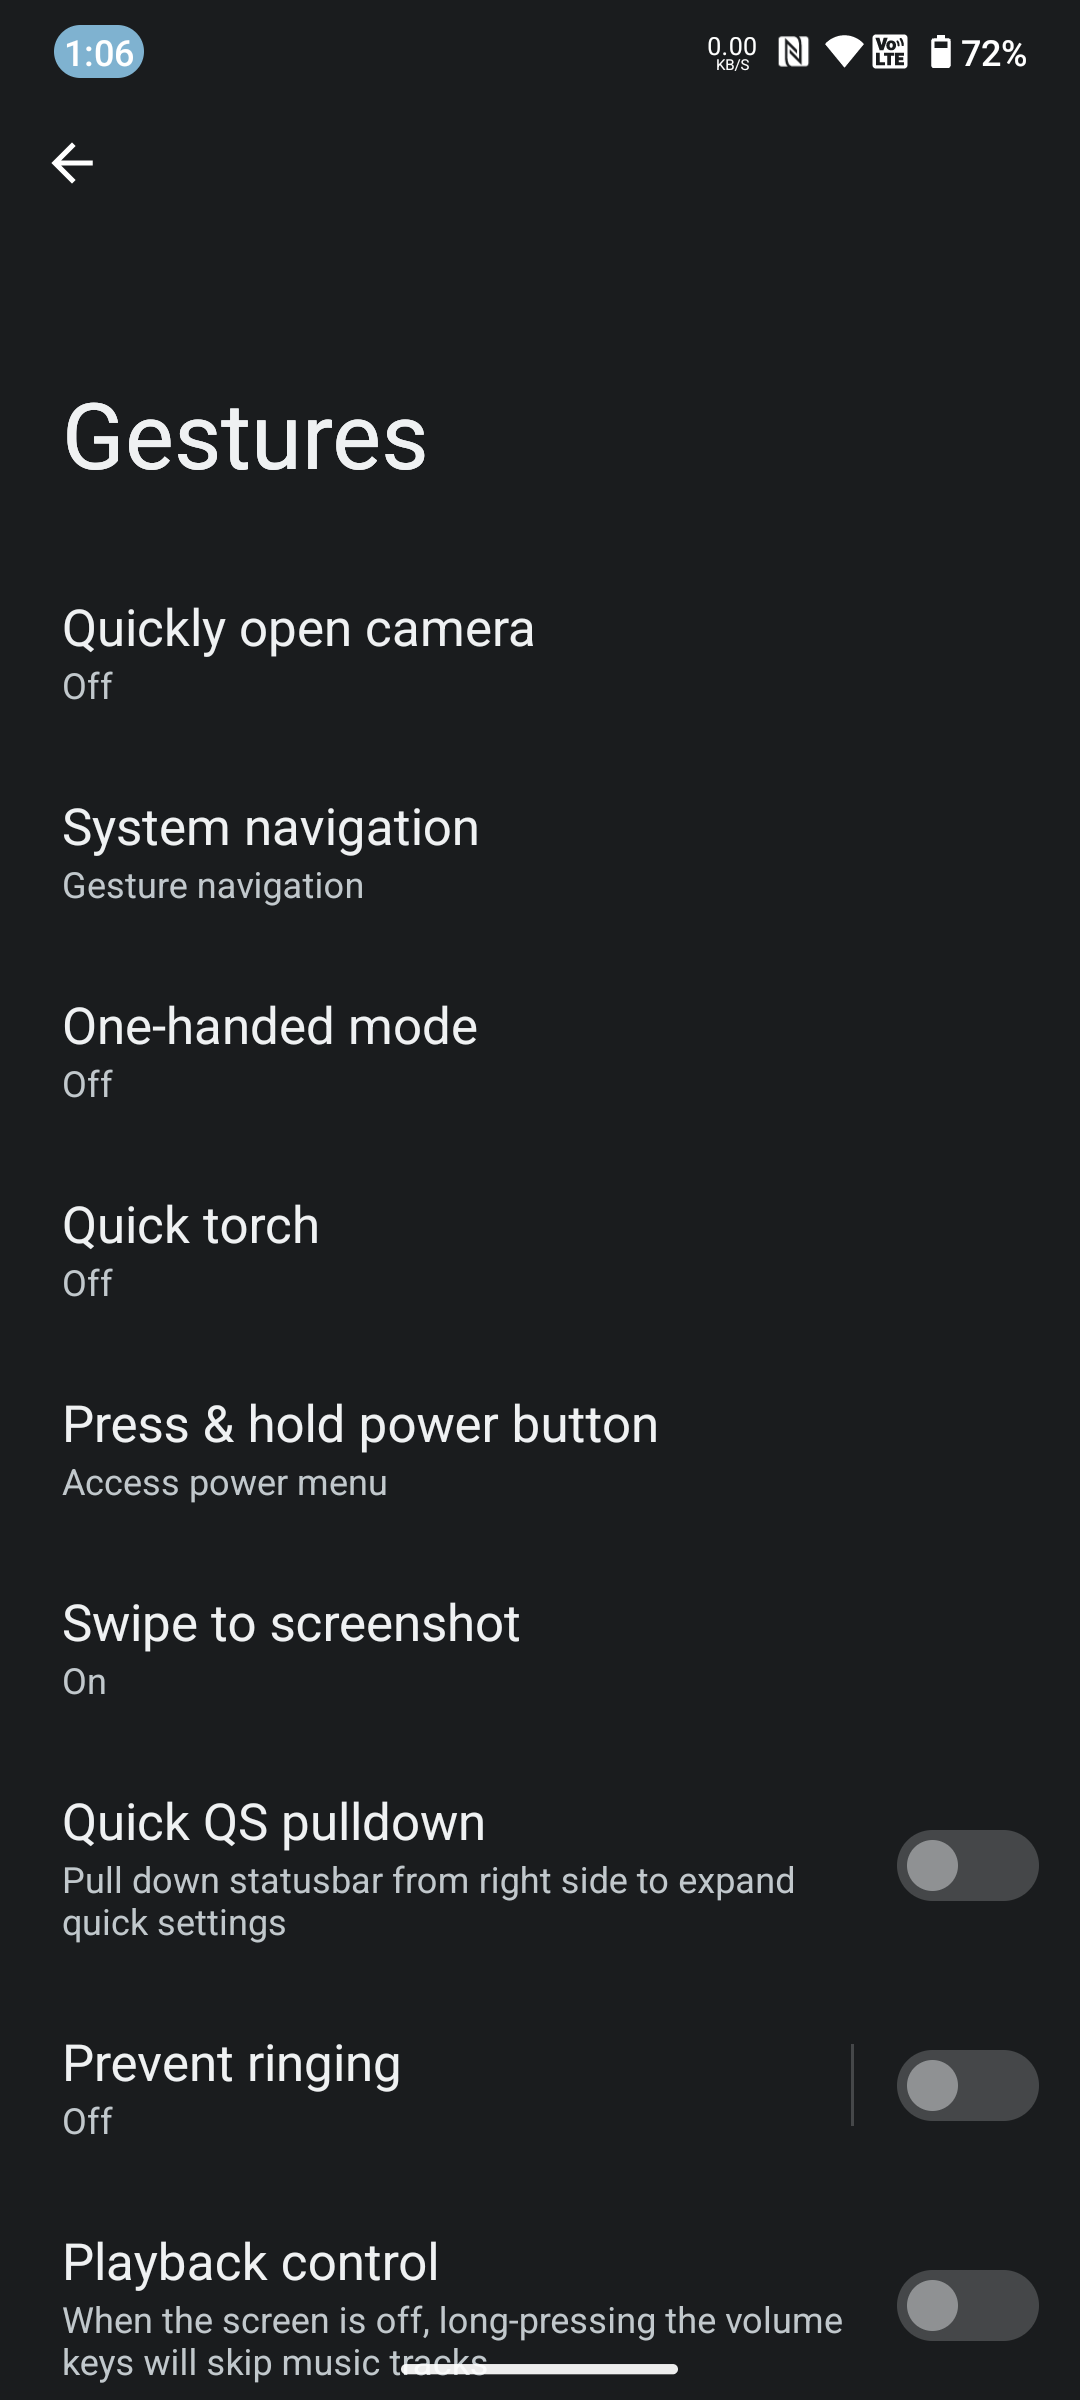 1:06
0.00
KB/S
Vo
LTE
72%
Gestures
Quickly open camera
Off
System navigation
Gesture navigation
One-handed mode
Off
Quick torch
Off
Press & hold power button
Access power menu
Swipe to screenshot
On
Quick QS pulldown
Pull down statusbar from right side to expand
quick settings
Prevent ringing
Off
Playback control
When the screen is off, long-pressing the volume
keys will skip music tracks